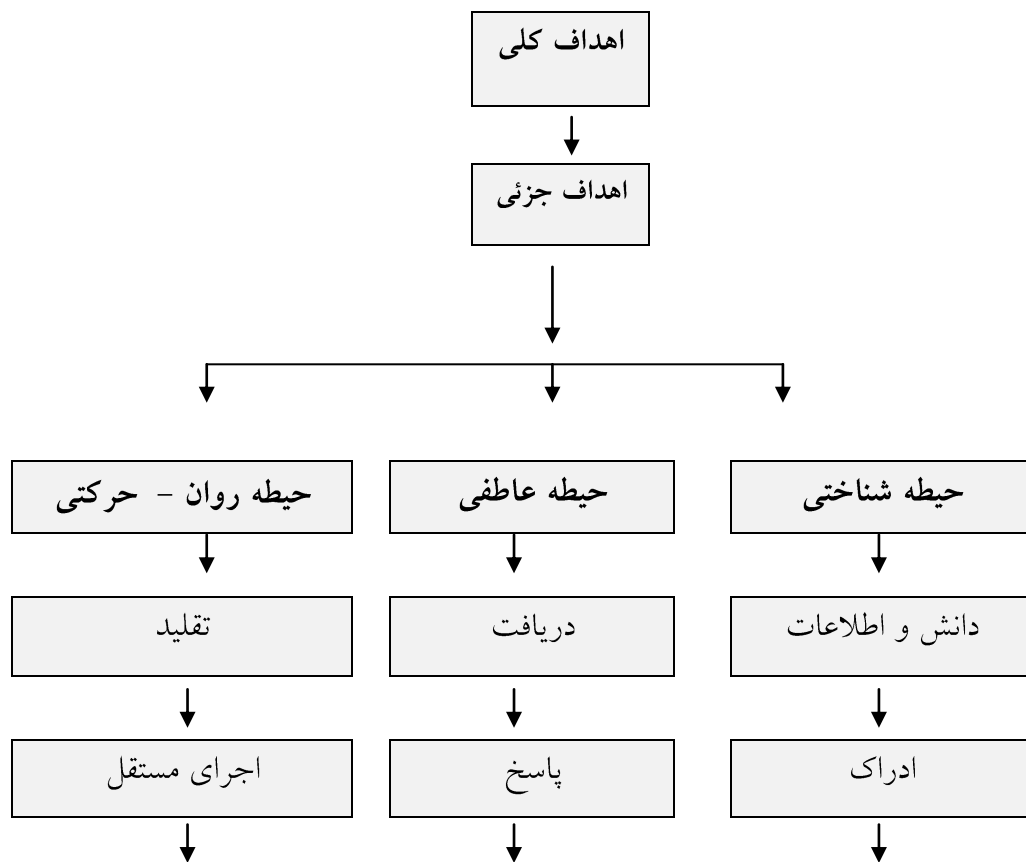 اهداف کلی
اهداف جزئی
حیطه شناختی
حیطه عاطفی
حیطه روان – حرکتی
دانش و اطلاعات
دریافت
تقلید
ادراک
پاسخ
اجرای مستقل